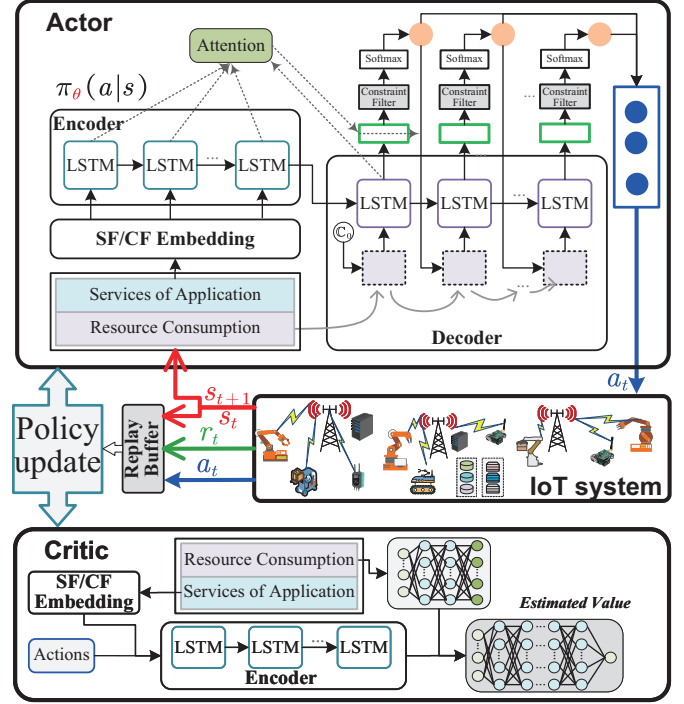 Actor
Attention
π_θ(a|s)
Encoder
LSTM
LSTM
...
LSTM
SF/CF Embedding
Services of Application
Resource Consumption
Softmax
Softmax
Softmax
Constraint
Filter
Constraint
Filter
...
Constraint
Filter
LSTM
LSTM
...
LSTM
ℂ₀
...
Decoder
a_t
s_{t+1}
s_t
r_t
a_t
Policy
update
Replay
Buffer
IoT system
Critic
SF/CF
Embedding
Resource Consumption
Services of Application
Actions
LSTM
LSTM
...
LSTM
Encoder
Estimated Value